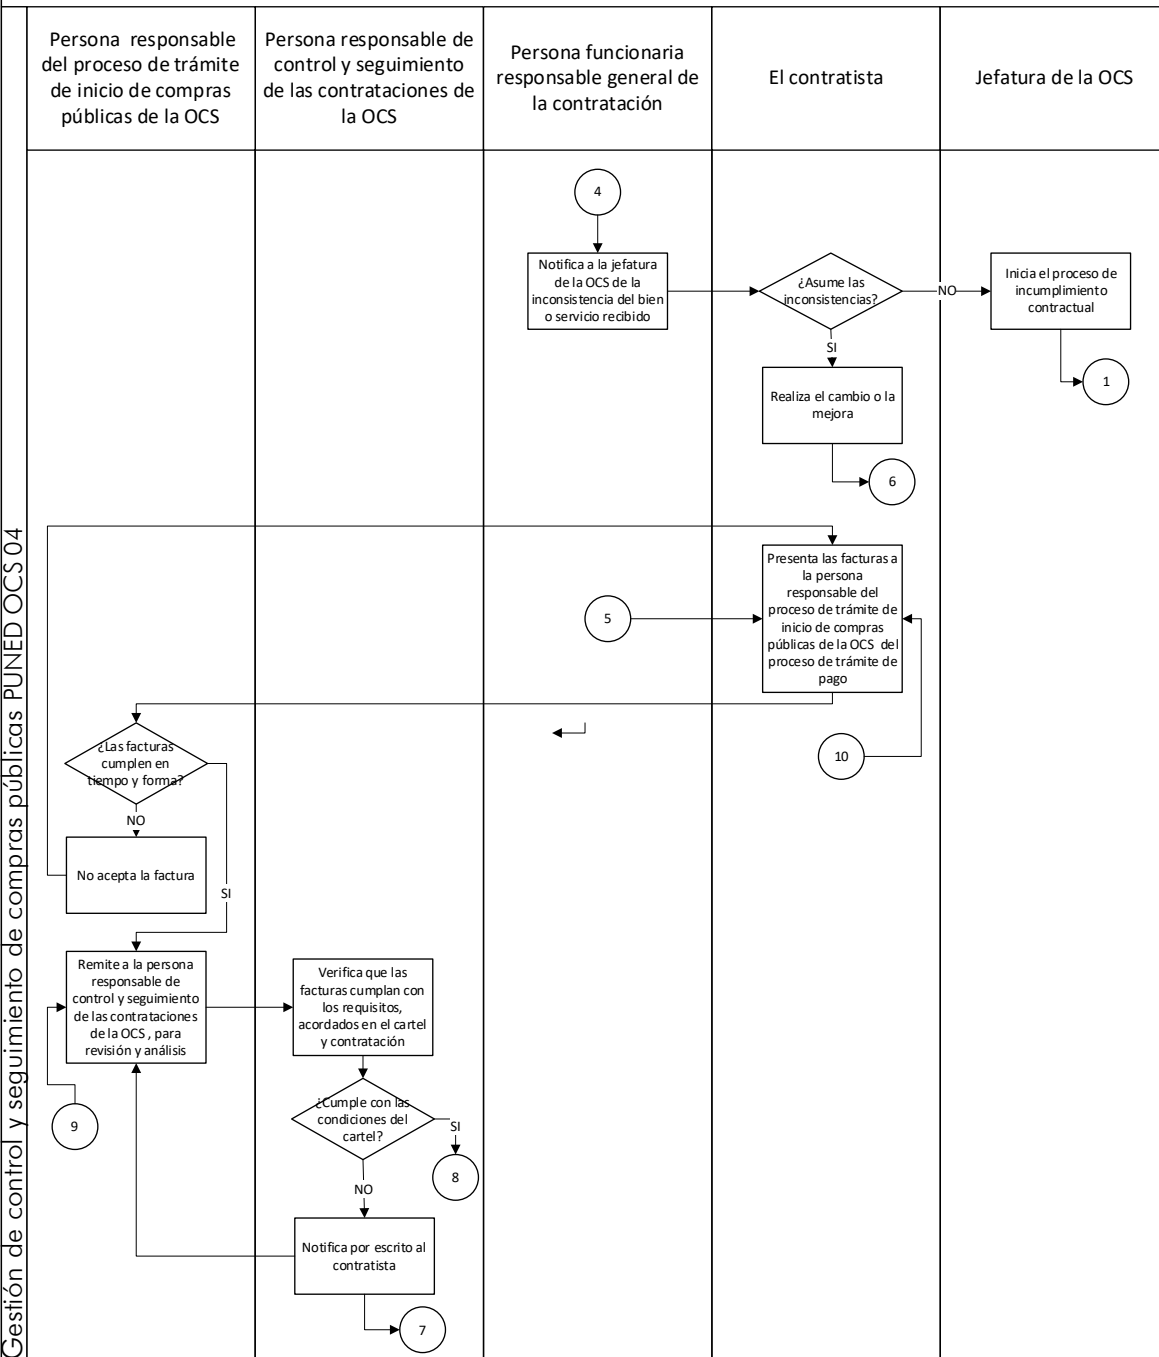 Gestión de control y seguimiento de compras públicas PUNED OCS 04
Persona responsable
del proceso de trámite
de inicio de compras
públicas de la OCS
Persona responsable de
control y seguimiento
de las contrataciones de
la OCS
Persona funcionaria
responsable general de
la contratación
El contratista
Jefatura de la OCS
4
Notifica a la jefatura
de la OCS de la
inconsistencia del bien
o servicio recibido
¿Asume las
inconsistencias?
NO
Inicia el proceso de
incumplimiento
contractual
SI
1
Realiza el cambio o la
mejora
6
Presenta las facturas a
la persona
responsable del
proceso de trámite de
inicio de compras
públicas de la OCS del
proceso de trámite de
pago
5
10
¿Las facturas
cumplen en
tiempo y forma?
NO
No acepta la factura
SI
Remite a la persona
responsable de
control y seguimiento
de las contrataciones
de la OCS , para
revisión y análisis
Verifica que las
facturas cumplan con
los requisitos,
acordados en el cartel
y contratación
9
¿Cumple con las
condiciones del
cartel?
SI
8
NO
Notifica por escrito al
contratista
7